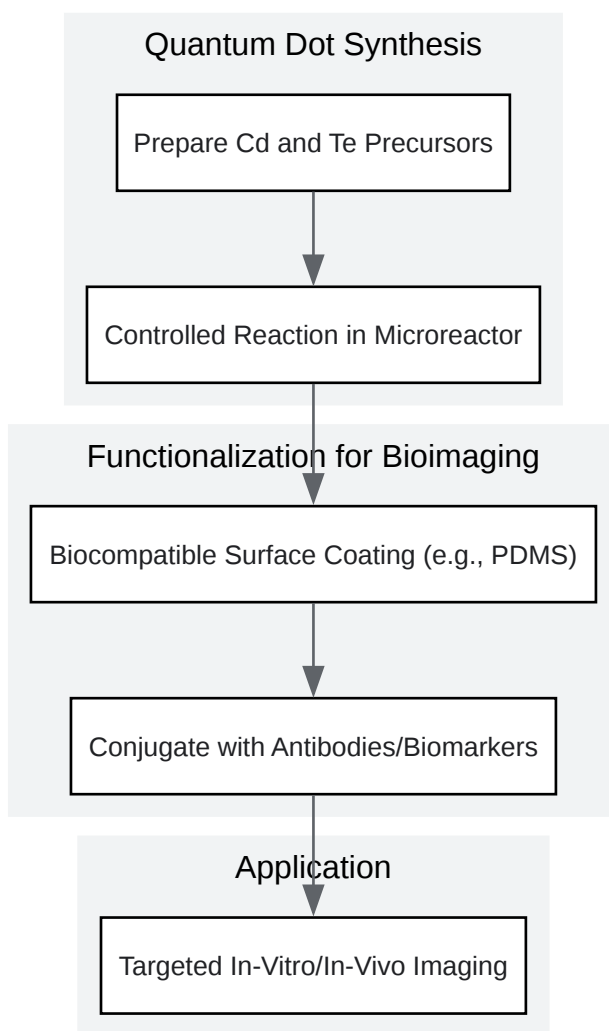 Quantum Dot Synthesis
Prepare Cd and Te Precursors
Controlled Reaction in Microreactor
Functionalization for Bioimaging
Biocompatible Surface Coating (e.g., PDMS)
Conjugate with Antibodies/Biomarkers
Application
Targeted In-Vitro/In-Vivo Imaging